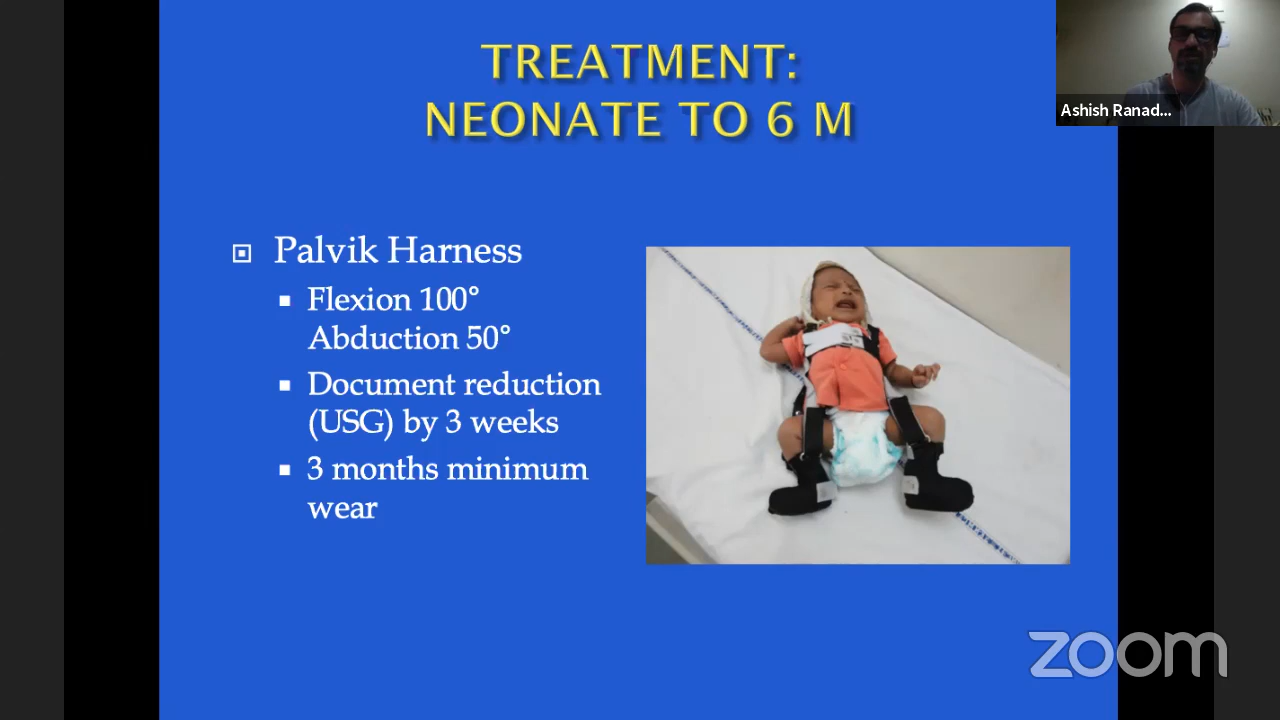 TREATMENT:
NEONATE TO 6 M
Ashish Ranad...
Palvik Harness
Flexion 100°
Abduction 50°
Document reduction
(USG) by 3 weeks
3 months minimum
wear
zoom